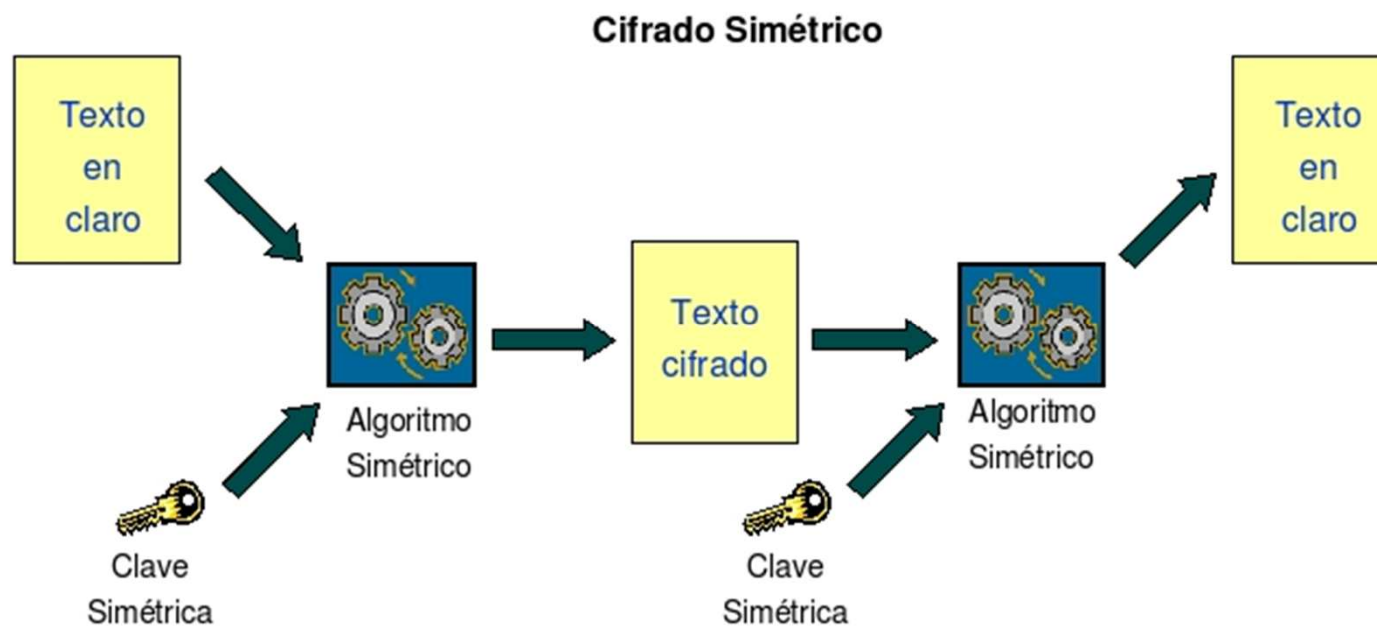 Cifrado Simétrico
Texto
en
claro
Texto
en
claro
Texto
cifrado
Algoritmo
Simétrico
Algoritmo
Simétrico
Clave
Simétrica
Clave
Simétrica